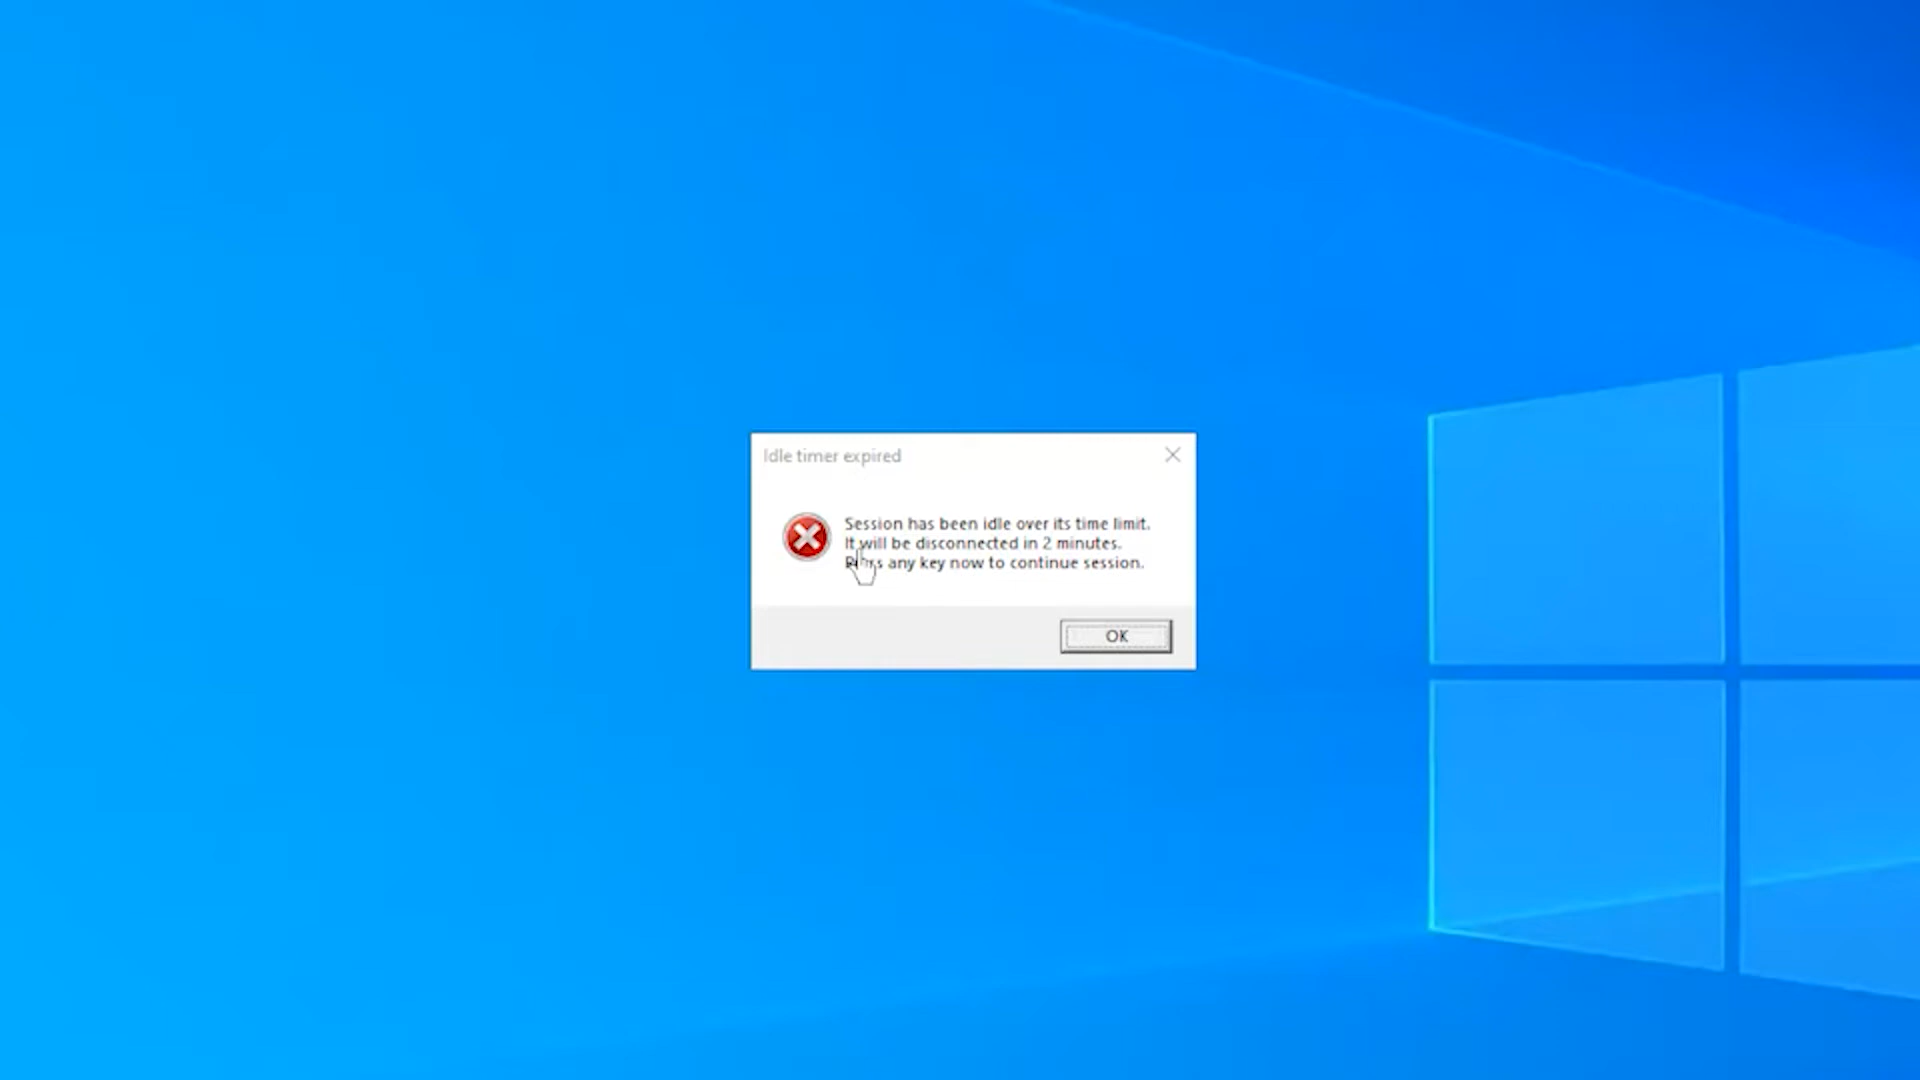 Idle timer expired
Session has been idle over its time limit.
It will be disconnected in 2 minutes.
any key now to continue session.
OK